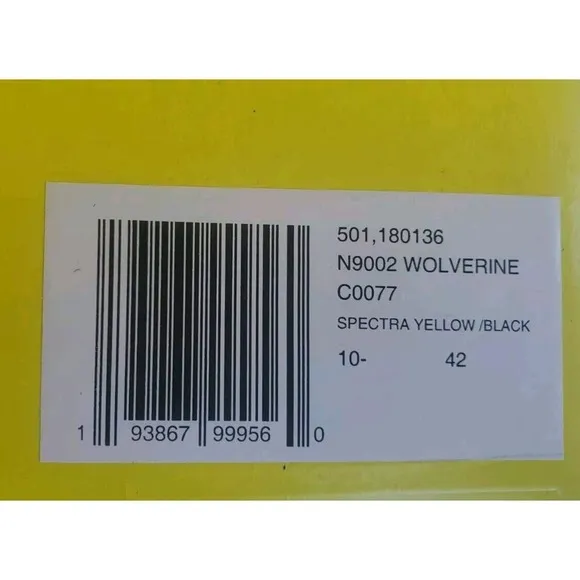 501,180136
N9002 WOLVERINE
C0077
SPECTRA YELLOW /BLACK
10- 42
1 93867 99956 0